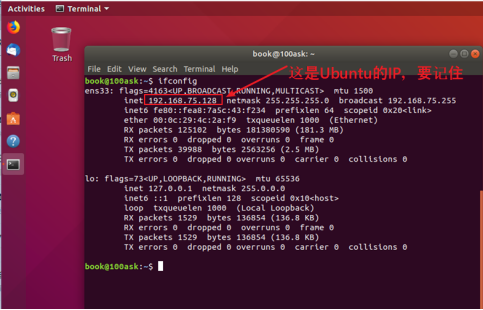 Activities Terminal
Trash
book@100ask: ~
File Edit View Search Terminal Help
这是Ubuntu的IP，要记住
book@100ask:~$ ifconfig
ens33: flags=4163<UP,BROADCAST,RUNNING,MULTICAST> mtu 1500
inet 192.168.75.128 netmask 255.255.255.0 broadcast 192.168.75.255
inet6 fe80::fea8:7a5c:43:f234 prefixlen 64 scopeid 0x20<link>
ether 00:0c:29:4c:2a:f9 txqueuelen 1000 (Ethernet)
RX packets 125102 bytes 181380590 (181.3 MB)
RX errors 0 dropped 0 overruns 0 frame 0
TX packets 39988 bytes 2563250 (2.5 MB)
TX errors 0 dropped 0 overruns 0 carrier 0 collisions 0
lo: flags=73<UP,LOOPBACK,RUNNING> mtu 65536
inet 127.0.0.1 netmask 255.0.0.0
inet6 ::1 prefixlen 128 scopeid 0x10<host>
loop txqueuelen 1000 (Local Loopback)
RX packets 1529 bytes 136854 (136.8 KB)
RX errors 0 dropped 0 overruns 0 frame 0
TX packets 1529 bytes 136854 (136.8 KB)
TX errors 0 dropped 0 overruns 0 carrier 0 collisions 0
book@100ask:~$